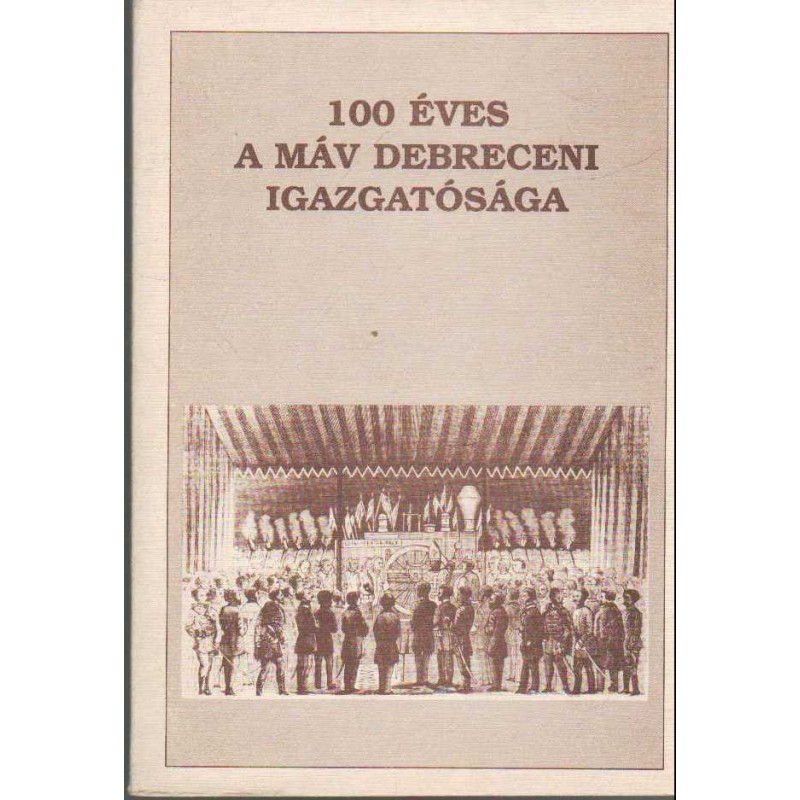 100 ÉVES
A MÁV DEBRECENI
IGAZGATÓSÁGA